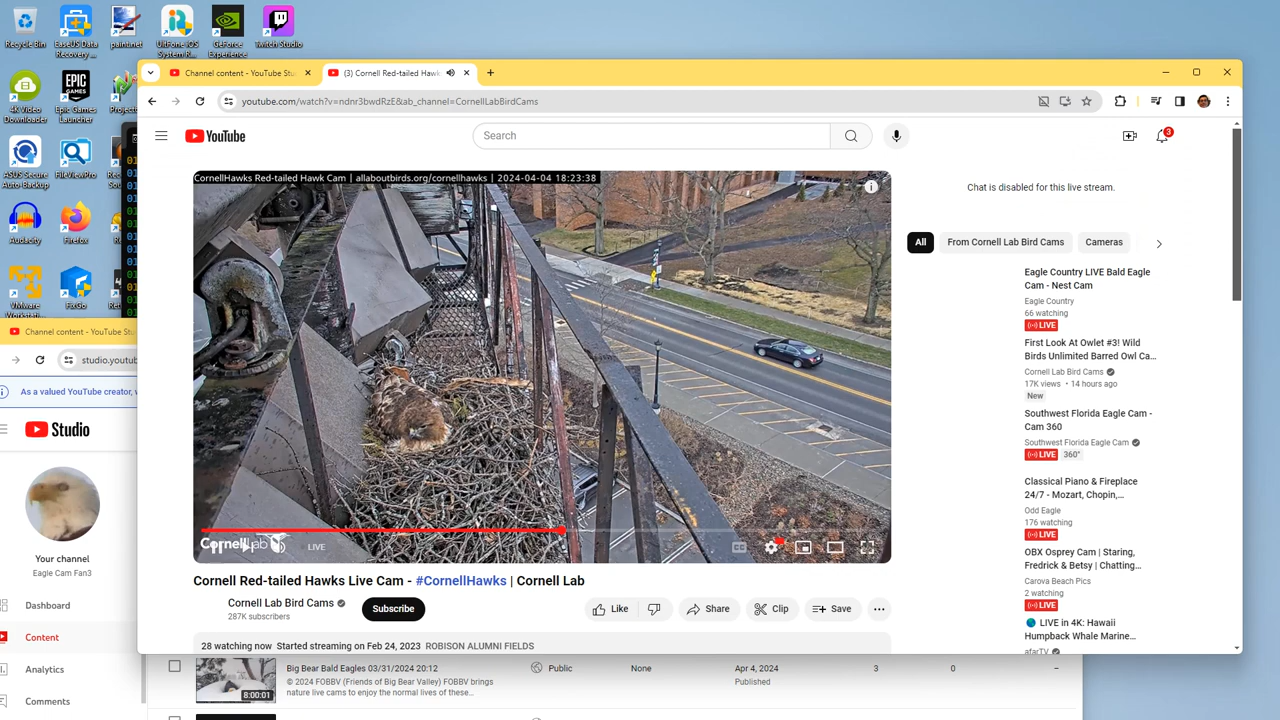 Recycle Bin
EaseUS Data
Recovery ...
paint.net
UltFone iOS
System R...
GeForce
Experience
Twitch Studio
4K Video
Downloader
Epic Games
Launcher
Project
ASUS Secure
Auto-Backup
FileViewPro
Audacity
Firefox
VMware
Workstati...
FixGo
Channel content - YouTube Stu
(3) Cornell Red-tailed Hawk
youtube.com/watch?v=ndnr3bwdRzE&ab_channel=CornellLabBirdCams
YouTube
Search
3
CornellHawks Red-tailed Hawk Cam | allaboutbirds.org/cornellhawks | 2024-04-04 18:23:38
CornellLab
LIVE
Cornell Red-tailed Hawks Live Cam - #CornellHawks | Cornell Lab
Cornell Lab Bird Cams
287K subscribers
Subscribe
Like
Share
Clip
Save
28 watching now Started streaming on Feb 24, 2023 ROBISON ALUMNI FIELDS
Chat is disabled for this live stream.
All
From Cornell Lab Bird Cams
Cameras
Eagle Country LIVE Bald Eagle
Cam - Nest Cam
Eagle Country
66 watching
LIVE
First Look At Owlet #3! Wild
Birds Unlimited Barred Owl Ca...
Cornell Lab Bird Cams
17K views • 14 hours ago
New
Southwest Florida Eagle Cam -
Cam 360
Southwest Florida Eagle Cam
LIVE 360°
Classical Piano & Fireplace
24/7 - Mozart, Chopin,...
Odd Eagle
176 watching
LIVE
OBX Osprey Cam | Staring,
Fredrick & Betsy | Chatting...
Carova Beach Pics
2 watching
LIVE
LIVE in 4K: Hawaii
Humpback Whale Marine...
afarTV
Channel content - YouTube Stu
studio.youtub
As a valued YouTube creator,
Studio
Your channel
Eagle Cam Fan3
Dashboard
Content
Analytics
Comments
8:00:01
Big Bear Bald Eagles 03/31/2024 20:12
© 2024 FOBBV (Friends of Big Bear Valley) FOBBV brings
nature live cams to enjoy the normal lives of these...
Public
None
Apr 4, 2024
Published
3
0
–